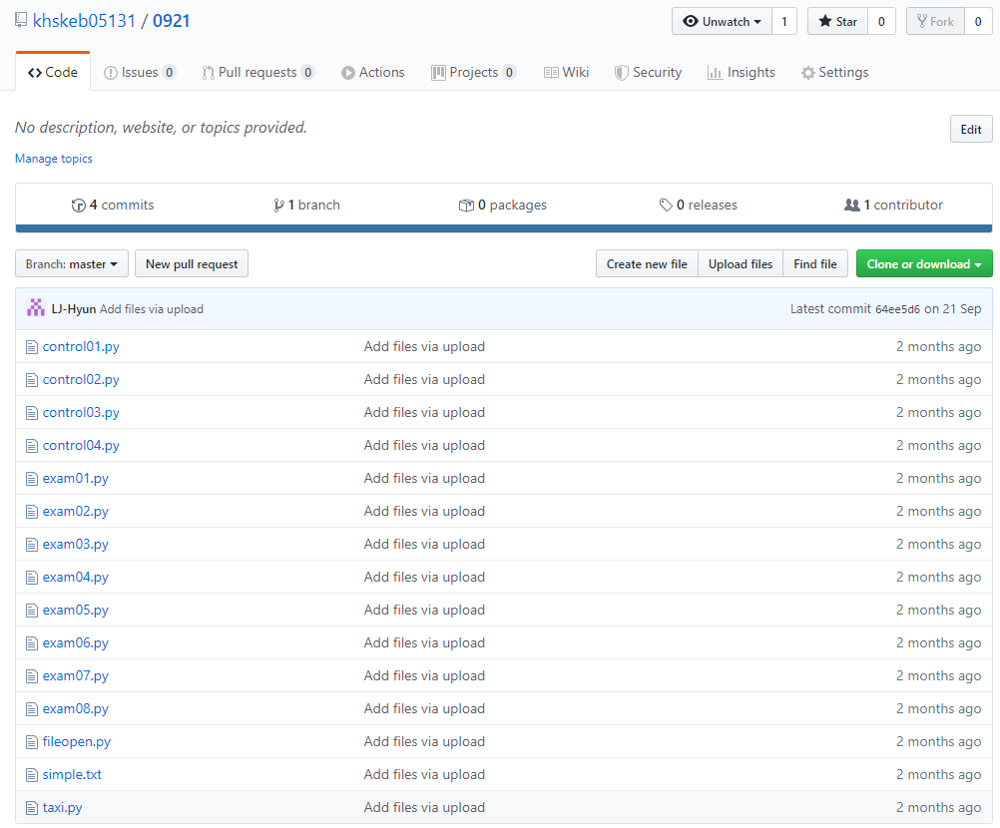 khskeb05131 / 0921 Unwatch 1 Star 0 Fork 0
Code Issues 0 Pull requests 0 Actions Projects 0 Wiki Security Insights Settings
No description, website, or topics provided. Edit
Manage topics
4 commits 1 branch 0 packages 0 releases 1 contributor
Branch: master New pull request Create new file Upload files Find file Clone or download
LJ-Hyun Add files via upload Latest commit 64ee5d6 on 21 Sep
control01.py Add files via upload 2 months ago
control02.py Add files via upload 2 months ago
control03.py Add files via upload 2 months ago
control04.py Add files via upload 2 months ago
exam01.py Add files via upload 2 months ago
exam02.py Add files via upload 2 months ago
exam03.py Add files via upload 2 months ago
exam04.py Add files via upload 2 months ago
exam05.py Add files via upload 2 months ago
exam06.py Add files via upload 2 months ago
exam07.py Add files via upload 2 months ago
exam08.py Add files via upload 2 months ago
fileopen.py Add files via upload 2 months ago
simple.txt Add files via upload 2 months ago
taxi.py Add files via upload 2 months ago